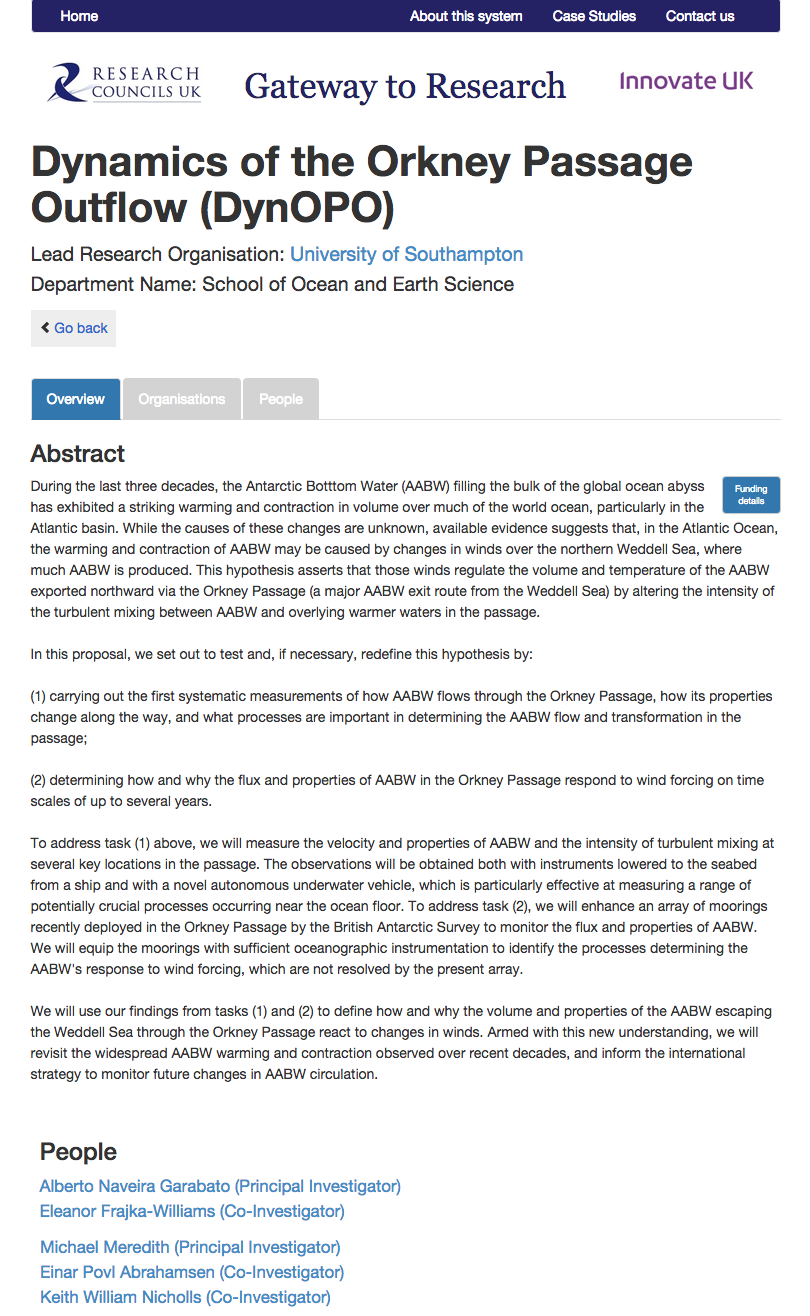 Home About this system Case Studies Contact us
RESEARCH
COUNCILS UK
Gateway to Research
Innovate UK
Dynamics of the Orkney Passage
Outflow (DynOPO)
Lead Research Organisation: University of Southampton
Department Name: School of Ocean and Earth Science
Go back
Overview Organisations People
Abstract
Funding
details
During the last three decades, the Antarctic Botttom Water (AABW) filling the bulk of the global ocean abyss
has exhibited a striking warming and contraction in volume over much of the world ocean, particularly in the
Atlantic basin. While the causes of these changes are unknown, available evidence suggests that, in the Atlantic Ocean,
the warming and contraction of AABW may be caused by changes in winds over the northern Weddell Sea, where
much AABW is produced. This hypothesis asserts that those winds regulate the volume and temperature of the AABW
exported northward via the Orkney Passage (a major AABW exit route from the Weddell Sea) by altering the intensity of
the turbulent mixing between AABW and overlying warmer waters in the passage.
In this proposal, we set out to test and, if necessary, redefine this hypothesis by:
(1) carrying out the first systematic measurements of how AABW flows through the Orkney Passage, how its properties
change along the way, and what processes are important in determining the AABW flow and transformation in the
passage;
(2) determining how and why the flux and properties of AABW in the Orkney Passage respond to wind forcing on time
scales of up to several years.
To address task (1) above, we will measure the velocity and properties of AABW and the intensity of turbulent mixing at
several key locations in the passage. The observations will be obtained both with instruments lowered to the seabed
from a ship and with a novel autonomous underwater vehicle, which is particularly effective at measuring a range of
potentially crucial processes occurring near the ocean floor. To address task (2), we will enhance an array of moorings
recently deployed in the Orkney Passage by the British Antarctic Survey to monitor the flux and properties of AABW.
We will equip the moorings with sufficient oceanographic instrumentation to identify the processes determining the
AABW's response to wind forcing, which are not resolved by the present array.
We will use our findings from tasks (1) and (2) to define how and why the volume and properties of the AABW escaping
the Weddell Sea through the Orkney Passage react to changes in winds. Armed with this new understanding, we will
revisit the widespread AABW warming and contraction observed over recent decades, and inform the international
strategy to monitor future changes in AABW circulation.
People
Alberto Naveira Garabato (Principal Investigator)
Eleanor Frajka-Williams (Co-Investigator)
Michael Meredith (Principal Investigator)
Einar Povl Abrahamsen (Co-Investigator)
Keith William Nicholls (Co-Investigator)